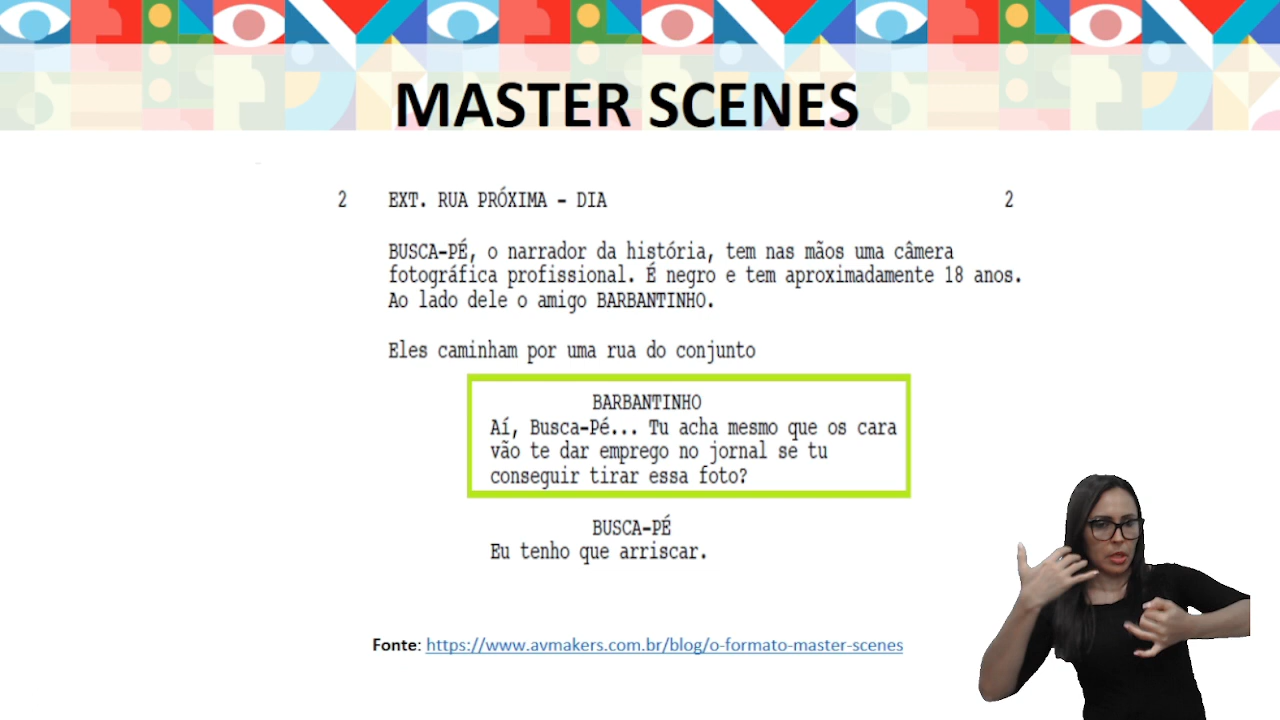 MASTER SCENES
2 EXT. RUA PRÓXIMA - DIA 2
BUSCA-PÉ, o narrador da história, tem nas mãos uma câmera
fotográfica profissional. É negro e tem aproximadamente 18 anos.
Ao lado dele o amigo BARBANTINHO.
Eles caminham por uma rua do conjunto
BARBANTINHO
Aí, Busca-Pé... Tu acha mesmo que os cara
vão te dar emprego no jornal se tu
conseguir tirar essa foto?
BUSCA-PÉ
Eu tenho que arriscar.
Fonte: https://www.avmakers.com.br/blog/o-formato-master-scenes